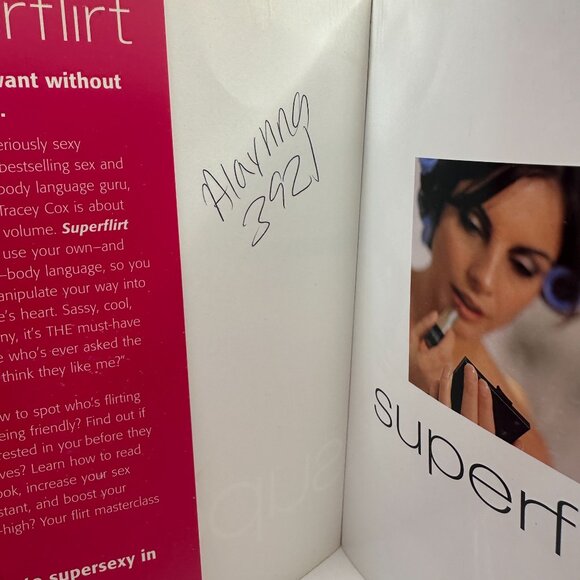 rflirt
want without
.
eriously sexy
bestselling sex and
body language guru,
Tracey Cox is about
volume. Superflirt
use your own—and
—body language, so you
anipulate your way into
e's heart. Sassy, cool,
ny, it's THE must-have
e who's ever asked the
think they like me?"
ow to spot who's flirting
eing friendly? Find out if
rested in you before they
ves? Learn how to read
ook, increase your sex
stant, and boost your
-high? Your flirt masterclass
to supersexy in
Alaynna
392)
superf